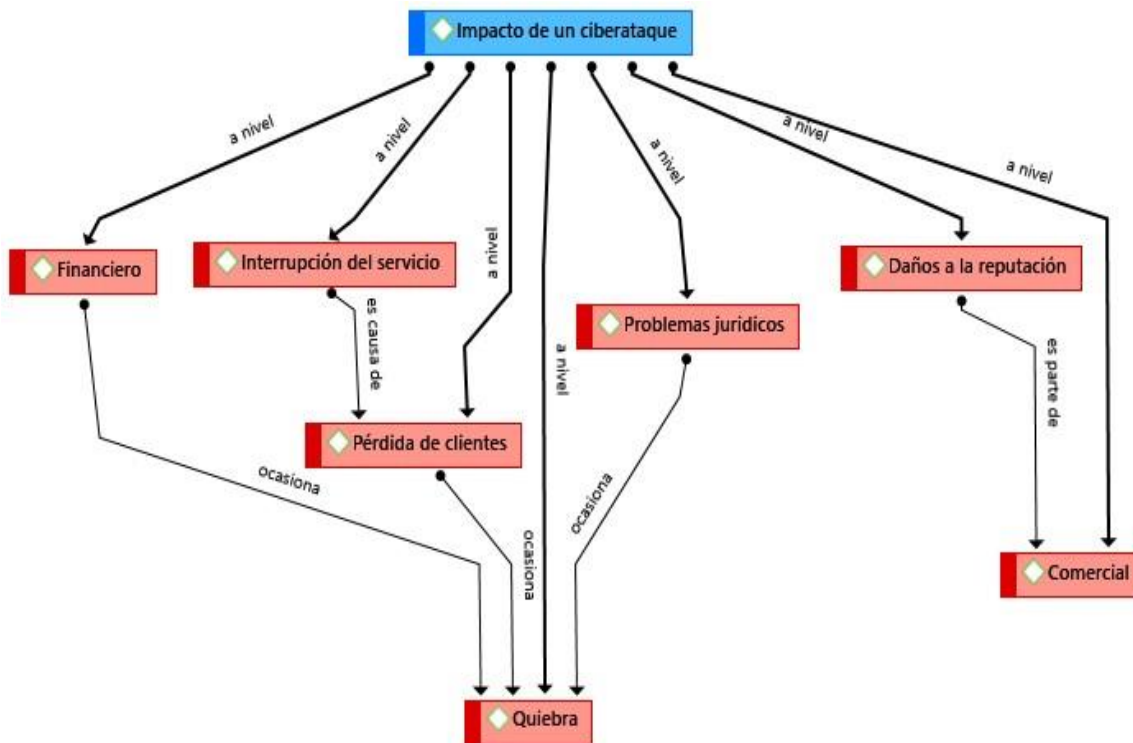 Impacto de un ciberataque
a nivel
a nivel
a nivel
a nivel
a nivel
a nivel
a nivel
Financiero
Interrupción del servicio
Daños a la reputación
Problemas jurídicos
es causa de
es parte de
Pérdida de clientes
ocasiona
ocasiona
ocasiona
Comercial
Quiebra